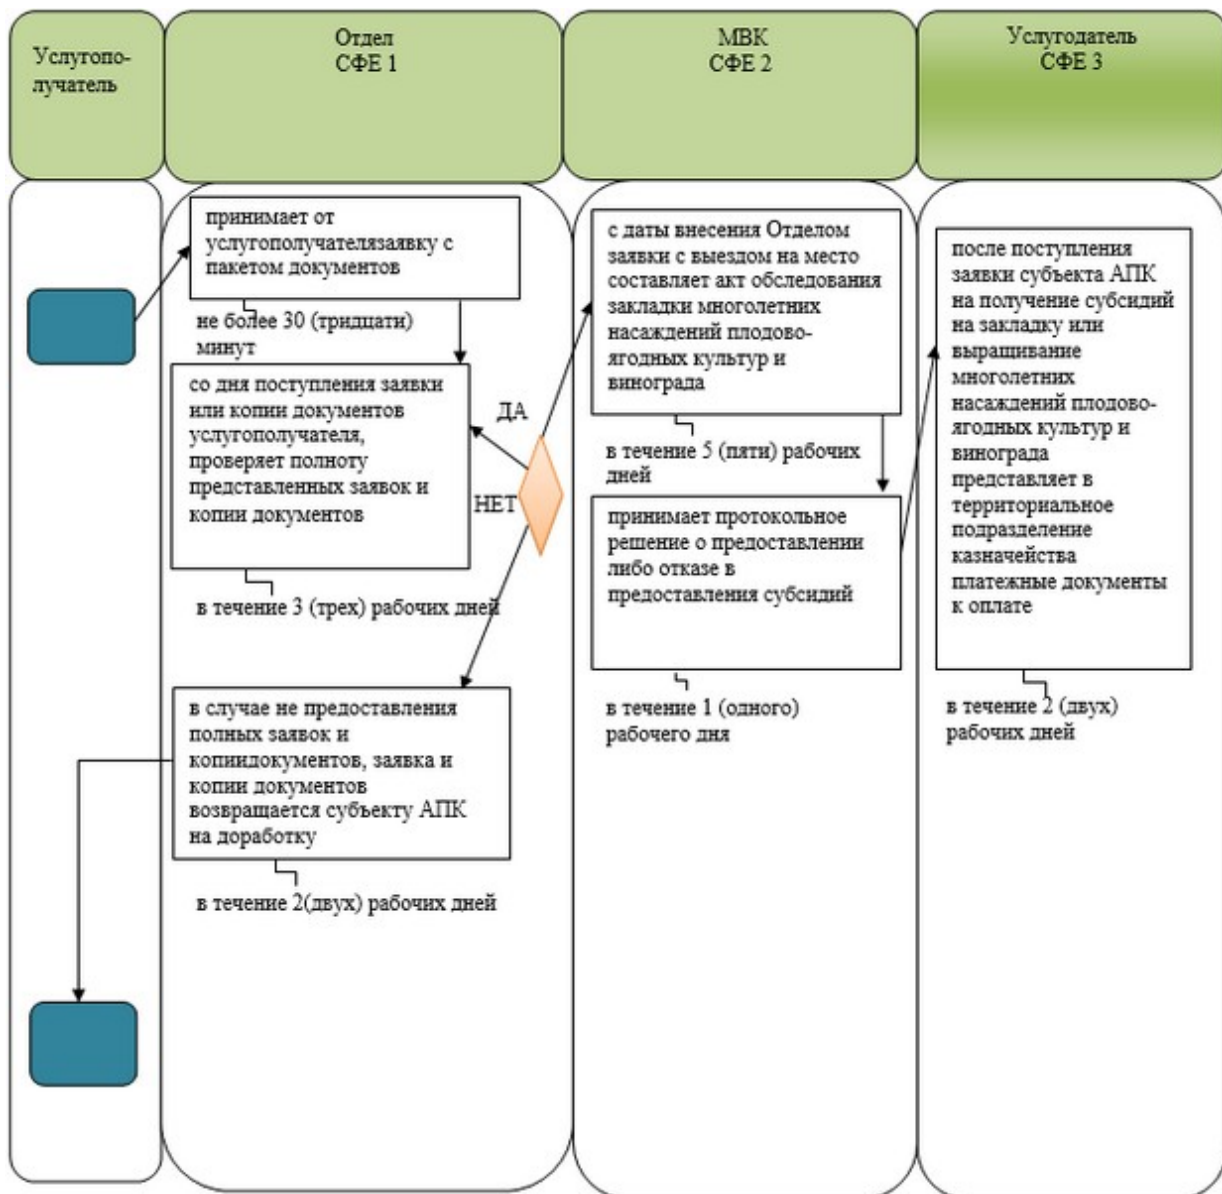 Услугопо-
лучатель
Отдел
СФЕ 1
МВК
СФЕ 2
Услугодатель
СФЕ 3
принимает от
услугополучателязаявку с
пакетом документов
не более 30 (тридцати)
минут
со дня поступления заявки
или копии документов
услугополучателя,
проверяет полноту
представленных заявок и
копии документов
в течение 3 (трех) рабочих дней
ДА
НЕТ
в случае не предоставления
полных заявок и
копиидокументов, заявка и
копии документов
возвращается субъекту АПК
на доработку
в течение 2(двух) рабочих дней
с даты внесения Отделом
заявки с выездом на место
составляет акт обследования
закладки многолетних
насаждений плодово-
ягодных культур и
винограда
в течение 5 (пяти) рабочих
дней
принимает протокольное
решение о предоставлении
либо отказе в
предоставления субсидий
в течение 1 (одного)
рабочего дня
после поступления
заявки субъекта АПК
на получение субсидий
на закладку или
выращивание
многолетних
насаждений плодово-
ягодных культур и
винограда
представляет в
территориальное
подразделение
казначейства
платежные документы
к оплате
в течение 2 (двух)
рабочих дней